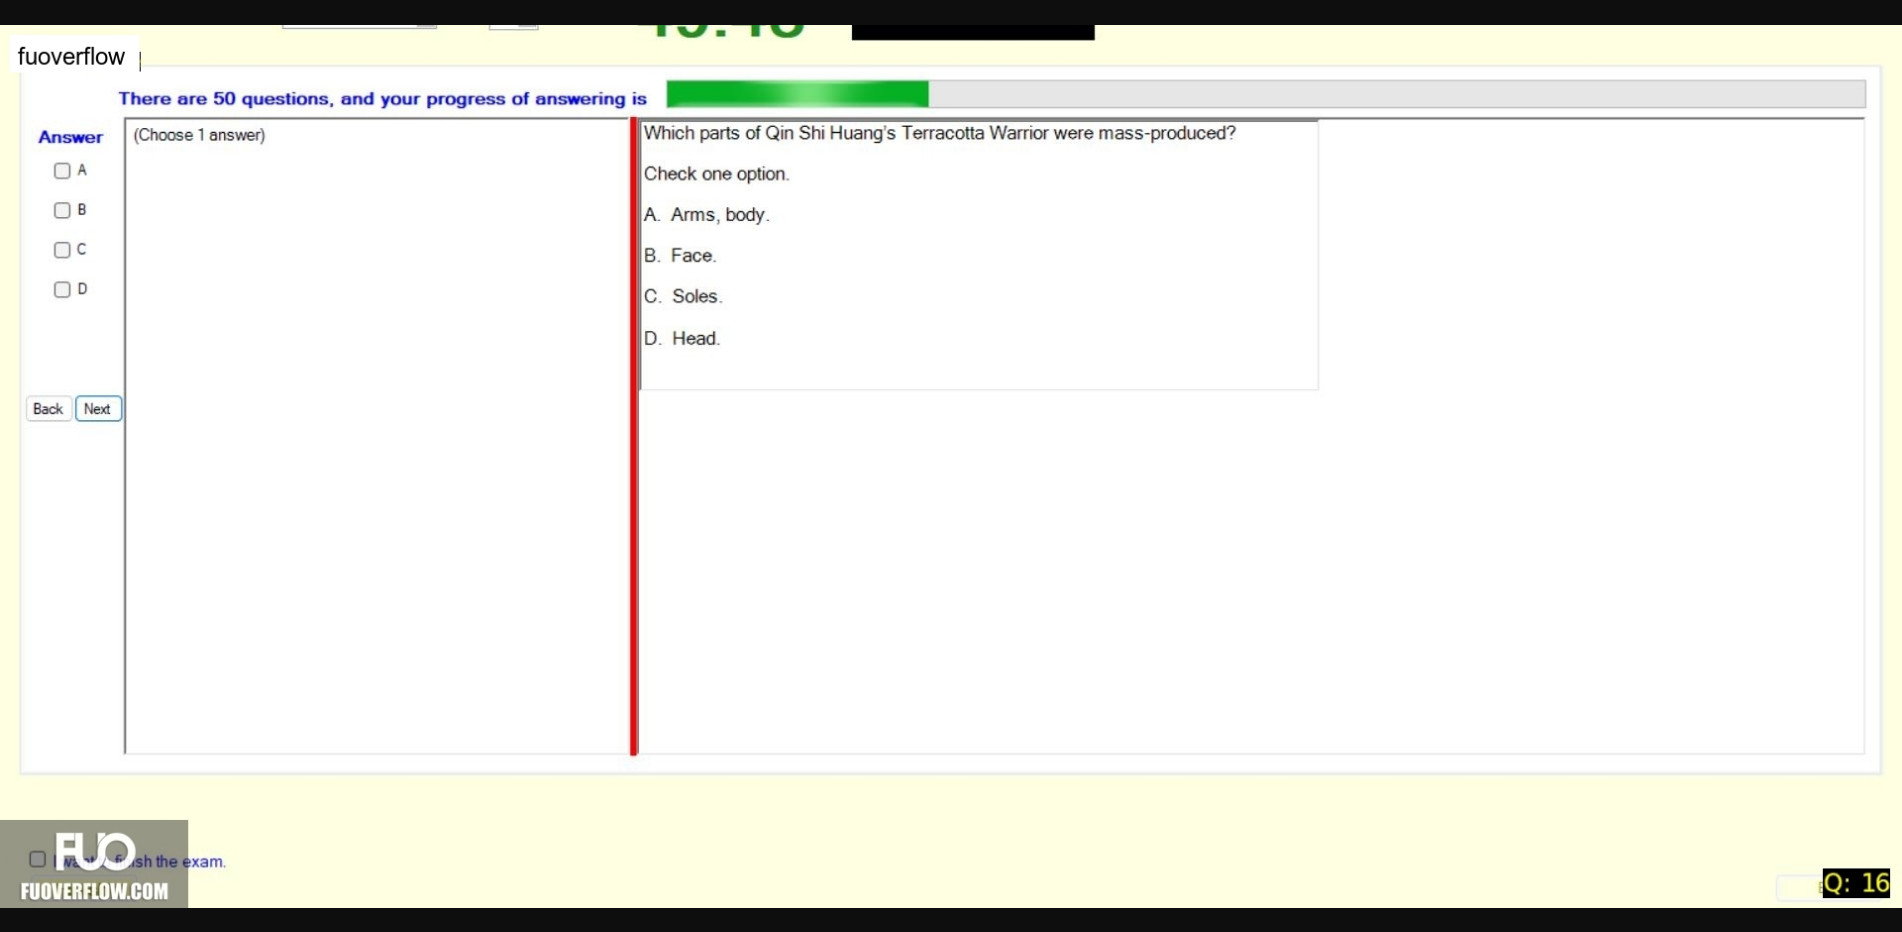 fuoverflow
There are 50 questions, and your progress of answering is
Answer
(Choose 1 answer)
A
B
C
D
Back
Next
Which parts of Qin Shi Huang's Terracotta Warrior were mass-produced?
Check one option.
A. Arms, body.
B. Face.
C. Soles.
D. Head.
finish the exam.
FUO
FUOVERFLOW.COM
Q: 16